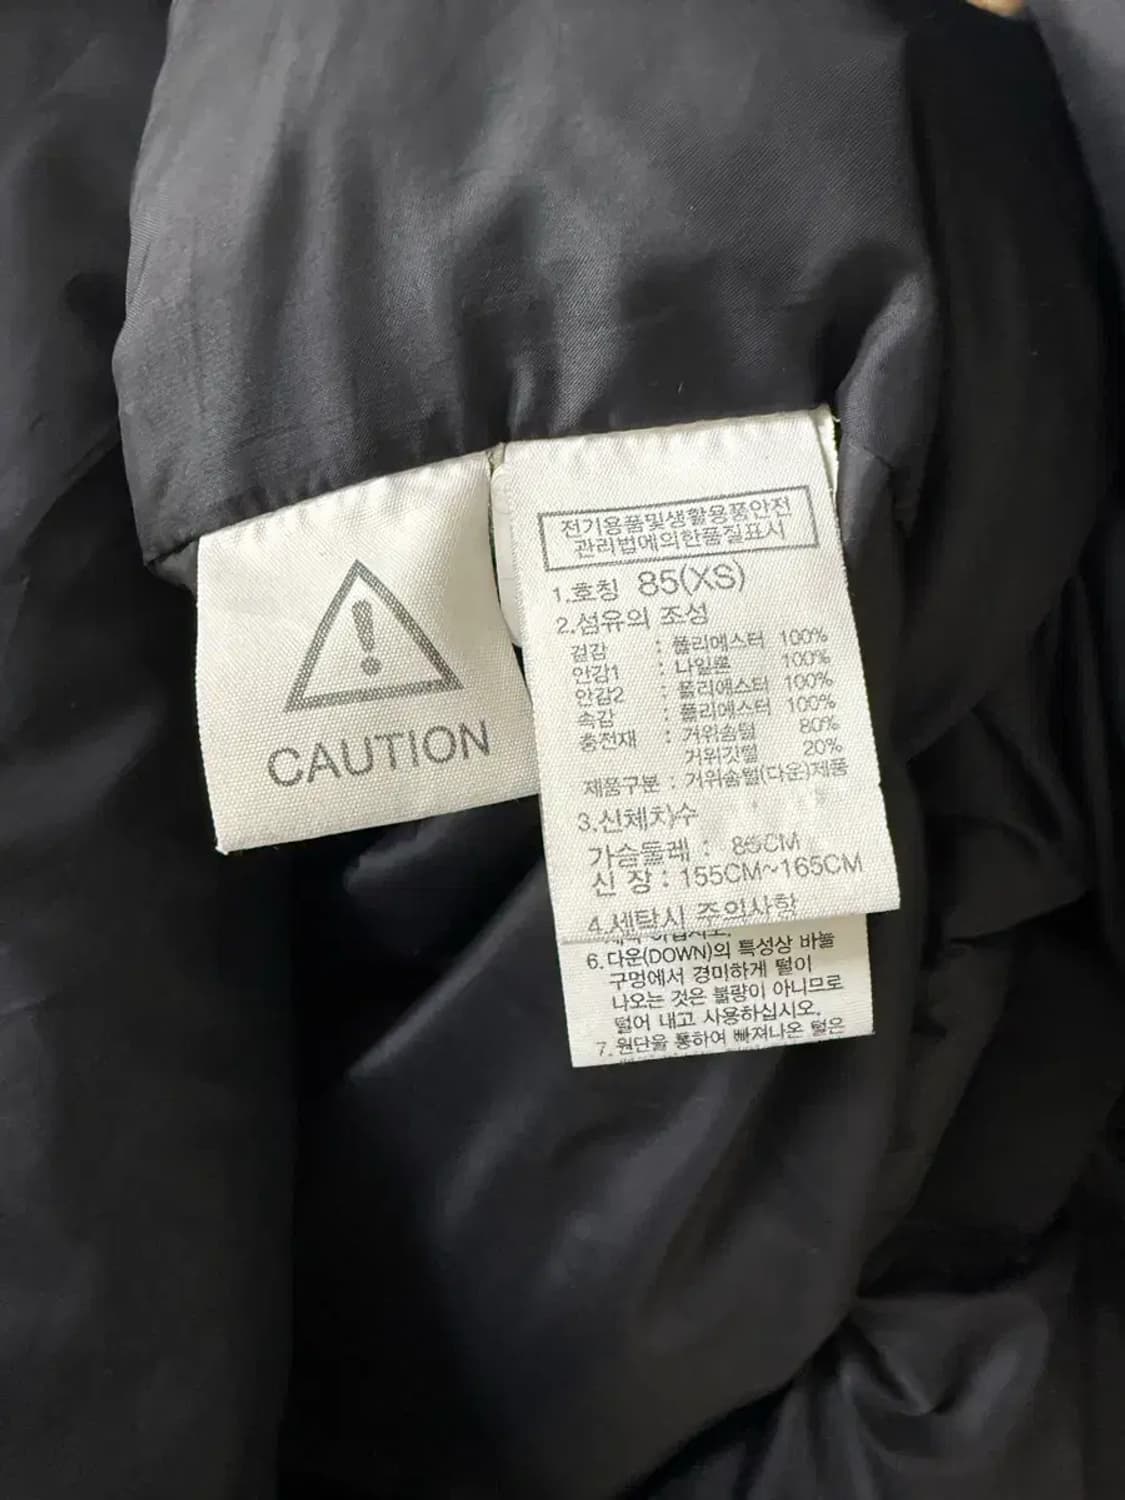 CAUTION
전기용품및생활용품안전
관리법에의한품질표시
1.호칭 85(XS)
2.섬유의 조성
겉감 : 폴리에스터 100%
안감1 : 나일론 100%
안감2 : 폴리에스터 100%
속감 : 폴리에스터 100%
충전재 : 거위솜털 80%
거위깃털 20%
제품구분 : 거위솜털(다운)제품
3.신체치수
가슴둘레 : 85CM
신 장 : 155CM~165CM
4.세탁시 주의사항
6.다운(DOWN)의 특성상 바늘
구멍에서 경미하게 털이
나오는 것은 불량이 아니므로
털어 내고 사용하십시오.
7.원단을 통하여 빠져나온 털은